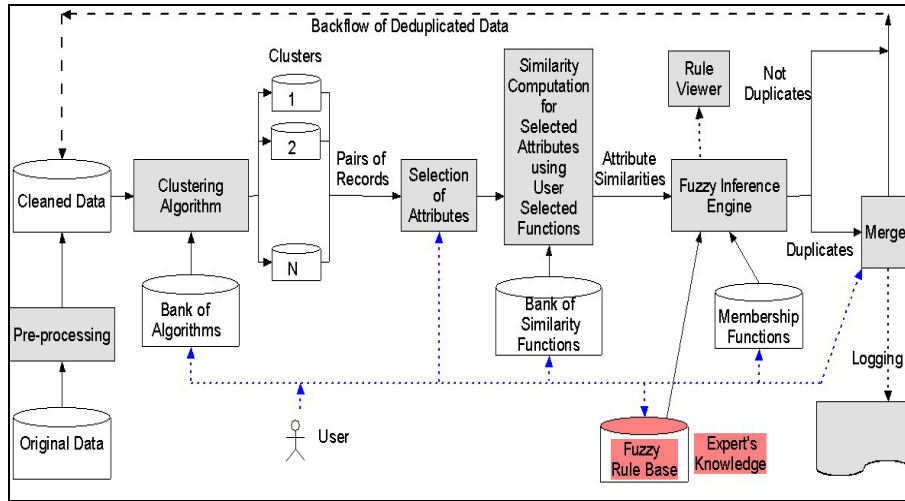 Backflow of Deduplicated Data
Clusters
1
2
N
Cleaned Data
Clustering
Algorithm
Pairs of
Records
Selection
of
Attributes
Similarity
Computation
for
Selected
Attributes
using
User
Selected
Functions
Attribute
Similarities
Rule
Viewer
Fuzzy Inference
Engine
Not
Duplicates
Duplicates
Merge
Pre-processing
Bank of
Algorithms
Bank of
Similarity
Functions
Membership
Functions
Logging
Original Data
User
Fuzzy
Rule Base
Expert's
Knowledge